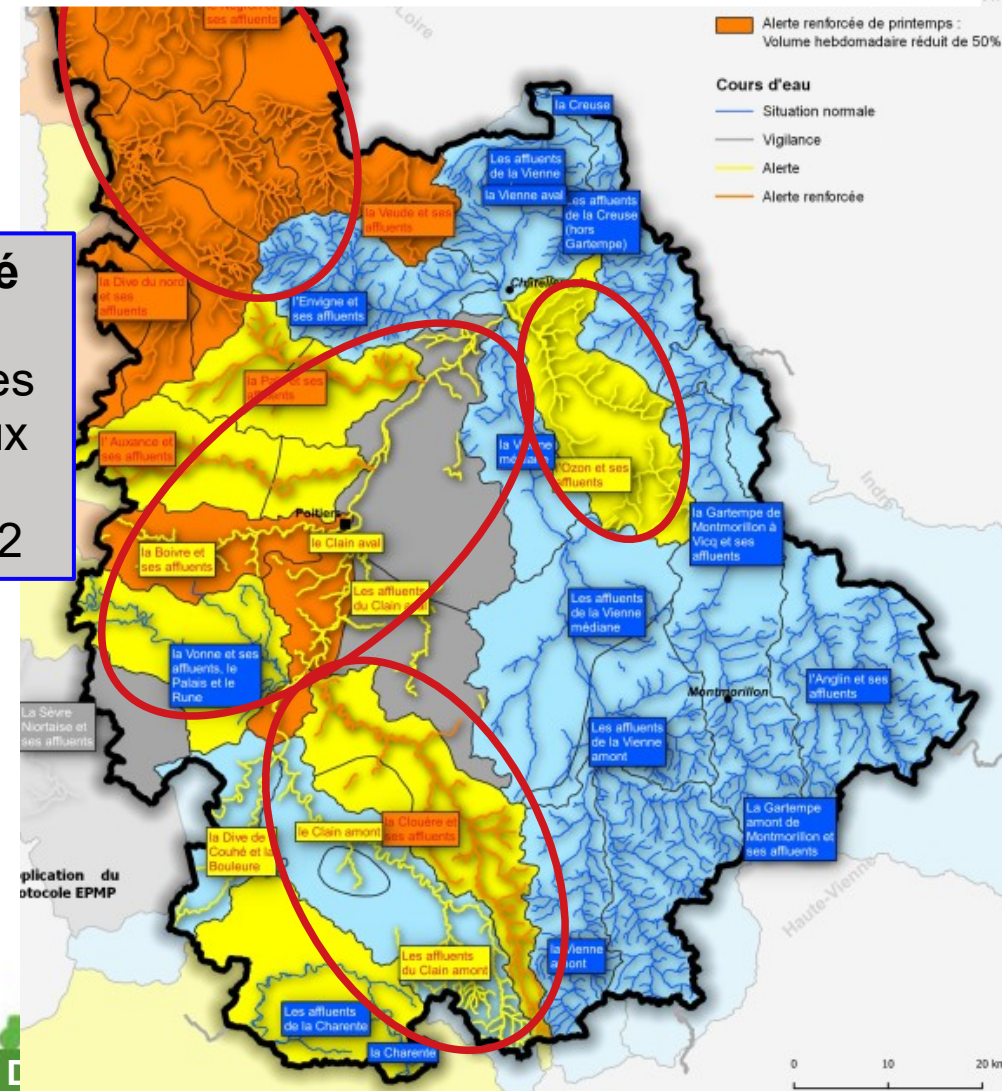 -Loire
ses affluents
Alerte renforcée de printemps :
Volume hebdomadaire réduit de 50%
Cours d'eau
Situation normale
Vigilance
Alerte
Alerte renforcée
la Creuse
Les affluents
de la Vienne
la Vienne aval
les affluents
de la Creuse
(hors
Gartempe)
la Veude et ses
affluents
la Dive du nord
et ses
affluents
l'Envigne et
ses affluents
é
es
ux
2
la Pallu et ses
affluents
l'Auxance et
ses affluents
la Vienne
médiane
l'Ozon et ses
affluents
Indre
Poitiers
la Gartempe de
Montmorillon à
Vicq et ses
affluents
le Clain aval
la Boivre et
ses affluents
Les affluents
du Clain aval
Les affluents
de la Vienne
médiane
la Vonne et ses
affluents, le
Palais et le
Rune
l'Anglin et ses
affluents
Montmorillon
La Sèvre
Niortaise et
ses affluents
Les affluents
de la Vienne
amont
La Gartempe
amont de
Montmorillon et
ses affluents
la Dive de
Couhé et la
Bouleure
le Clain amont
la Clouère et
ses affluents
plication du
otocole EPMP
Haute-Vienne
Les affluents
du Clain amont
la Vienne
amont
Les affluents
de la Charente
la Charente
0 10 20 km